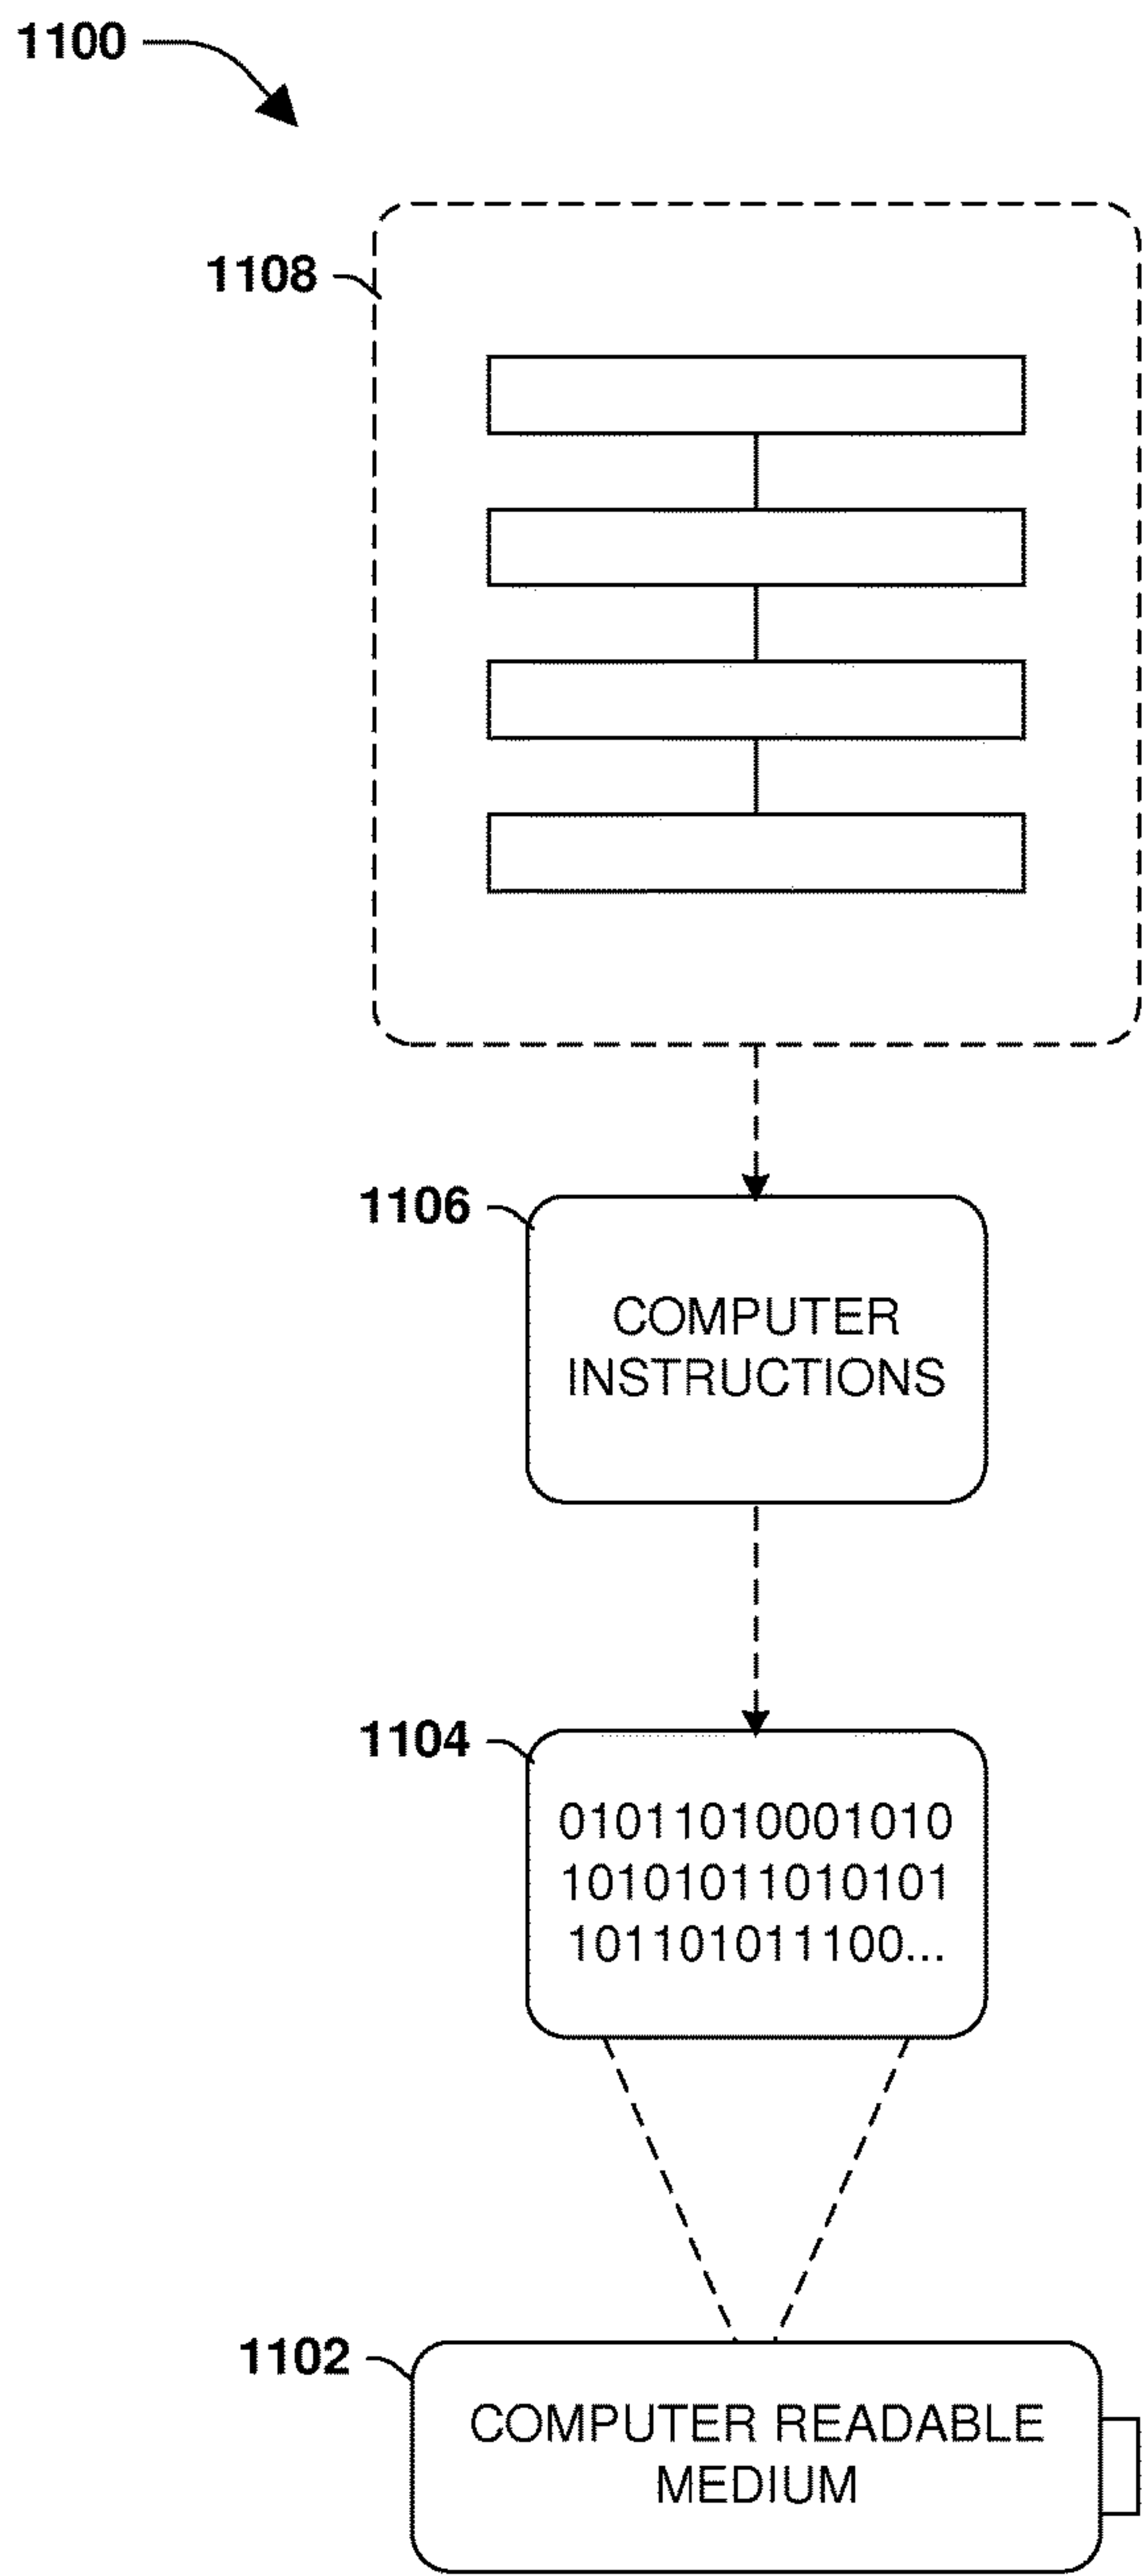 1100
1108
1106
COMPUTER
INSTRUCTIONS
1104
01011010001010
10101011010101
101101011100...
1102
COMPUTER READABLE
MEDIUM